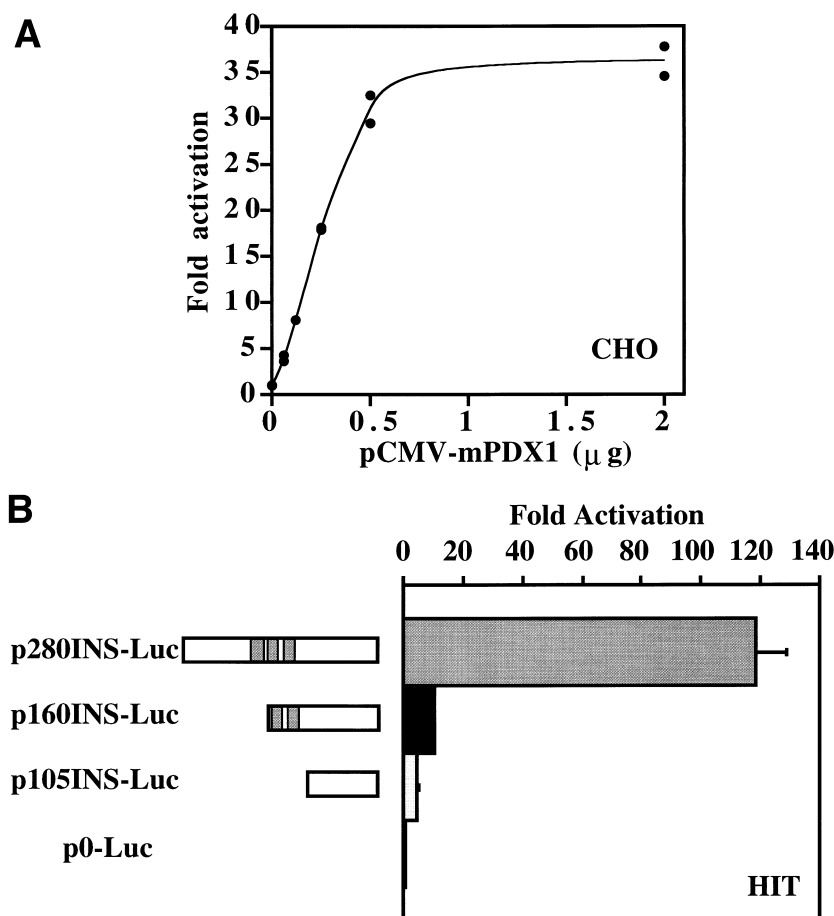 A
40
35
30
25
20
15
10
5
0
Fold activation
CHO
0 0.5 1 1.5 2
pCMV-mPDX1 (μ g)
B
Fold Activation
0 20 40 60 80 100 120 140
p280INS-Luc
p160INS-Luc
p105INS-Luc
p0-Luc
HIT